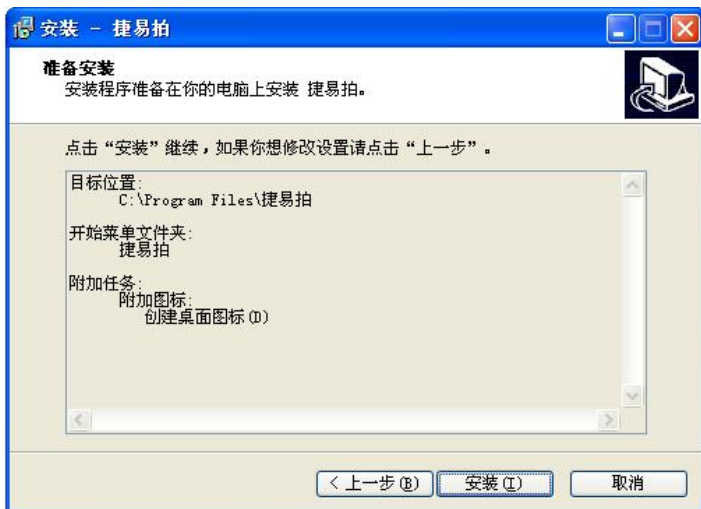 安装 - 捷易拍
准备安装
安装程序准备在你的电脑上安装 捷易拍。
点击“安装”继续，如果你想修改设置请点击“上一步”。
目标位置:
C:\Program Files\捷易拍
开始菜单文件夹:
捷易拍
附加任务:
附加图标:
创建桌面图标(D)
< 上一步(B) 安装(I) 取消